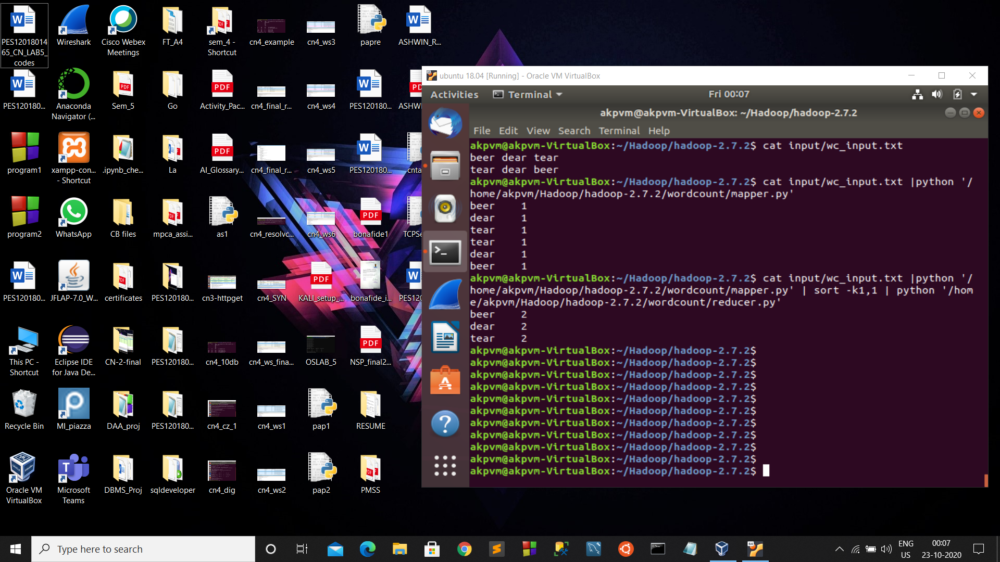 PES12018014
65_CN_LAB5_
codes
Wireshark
Cisco Webex
Meetings
FT_A4
sem_4 -
Shortcut
cn4_example
cn4_ws3
papre
ASHWIN_R...
PES120180...
Anaconda
Navigator (...
Sem_5
Go
Activity_Pac...
cn4_final_r...
cn4_ws4
PES120180...
ASHW
program1
xampp-con...
- Shortcut
.ipynb_che...
La
AI_Glossary...
cn4_final_r...
cn4_ws5
PES120180...
cnta
program2
WhatsApp
CB files
mpca_assi...
as1
cn4_resolvc...
cn4_ws6
bonafide1
TCPSe
PES120180...
JFLAP-7.0_W...
certificates
PES120180...
cn3-httpget
cn4_SYN
KALI_setup_...
bonafide_i...
PES120
This PC -
Shortcut
Eclipse IDE
for Java De...
CN-2-final
PES120180...
cn4_10db
cn4_ws_fina...
OSLAB_5
NSP_final2...
Recycle Bin
MI_piazza
DAA_proj
PES120180...
cn4_cz_1
cn4_ws1
pap1
RESUME
Oracle VM
VirtualBox
Microsoft
Teams
DBMS_Proj
sqldeveloper
cn4_dig
cn4_ws2
pap2
PMSS
ubuntu 18.04 [Running] - Oracle VM VirtualBox
Activities Terminal Fri 00:07
akpvm@akpvm-VirtualBox: ~/Hadoop/hadoop-2.7.2
File Edit View Search Terminal Help
akpvm@akpvm-VirtualBox:~/Hadoop/hadoop-2.7.2$ cat input/wc_input.txt
beer dear tear
tear dear beer
akpvm@akpvm-VirtualBox:~/Hadoop/hadoop-2.7.2$ cat input/wc_input.txt |python '/
home/akpvm/Hadoop/hadoop-2.7.2/wordcount/mapper.py'
beer 1
dear 1
tear 1
tear 1
dear 1
beer 1
akpvm@akpvm-VirtualBox:~/Hadoop/hadoop-2.7.2$ cat input/wc_input.txt |python '/
home/akpvm/Hadoop/hadoop-2.7.2/wordcount/mapper.py' | sort -k1,1 | python '/hom
e/akpvm/Hadoop/hadoop-2.7.2/wordcount/reducer.py'
beer 2
dear 2
tear 2
akpvm@akpvm-VirtualBox:~/Hadoop/hadoop-2.7.2$
akpvm@akpvm-VirtualBox:~/Hadoop/hadoop-2.7.2$
akpvm@akpvm-VirtualBox:~/Hadoop/hadoop-2.7.2$
akpvm@akpvm-VirtualBox:~/Hadoop/hadoop-2.7.2$
akpvm@akpvm-VirtualBox:~/Hadoop/hadoop-2.7.2$
akpvm@akpvm-VirtualBox:~/Hadoop/hadoop-2.7.2$
akpvm@akpvm-VirtualBox:~/Hadoop/hadoop-2.7.2$
akpvm@akpvm-VirtualBox:~/Hadoop/hadoop-2.7.2$
akpvm@akpvm-VirtualBox:~/Hadoop/hadoop-2.7.2$
akpvm@akpvm-VirtualBox:~/Hadoop/hadoop-2.7.2$
akpvm@akpvm-VirtualBox:~/Hadoop/hadoop-2.7.2$
Type here to search
ENG
US
00:07
23-10-2020